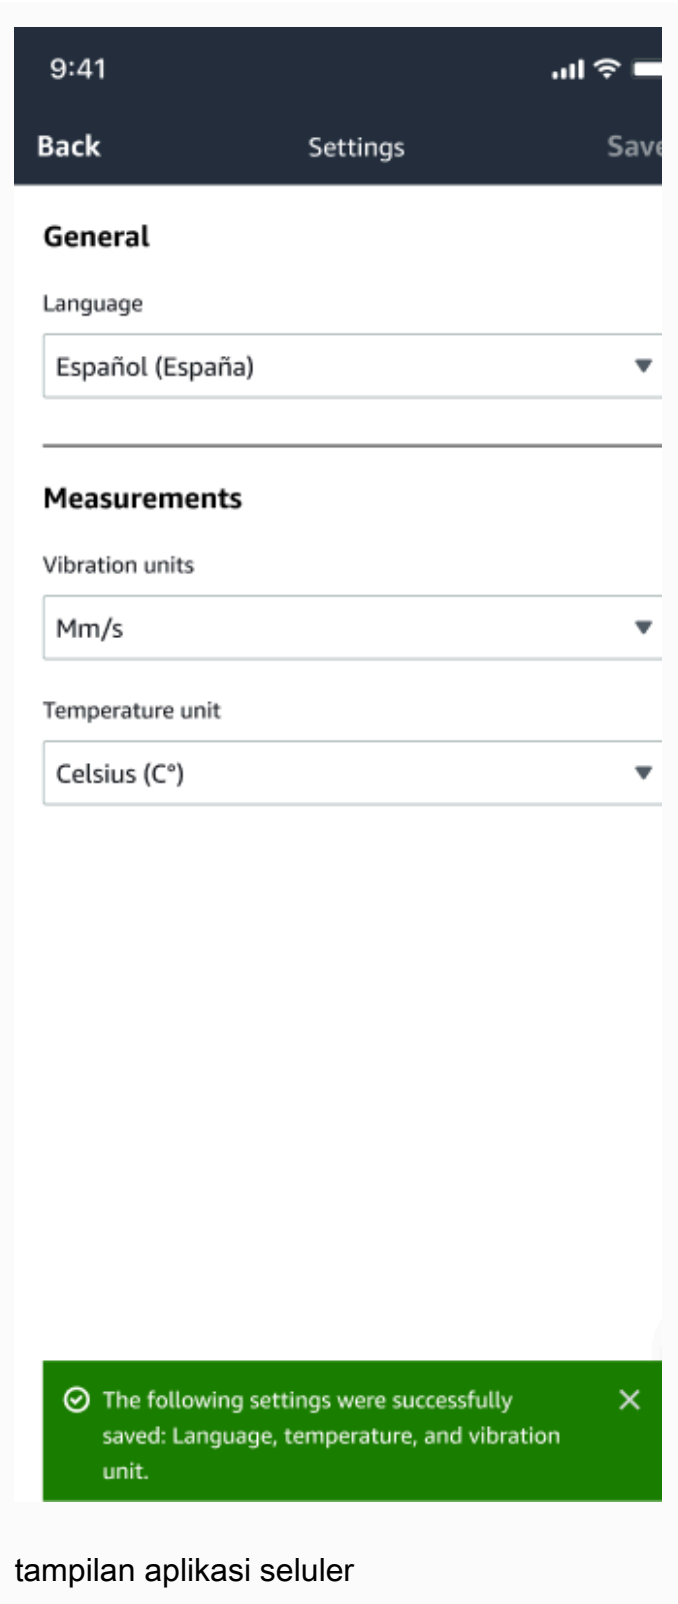 9:41
Back Settings Save
General
Language
Español (España)
Measurements
Vibration units
Mm/s
Temperature unit
Celsius (C°)
The following settings were successfully
saved: Language, temperature, and vibration
unit.
tampilan aplikasi seluler